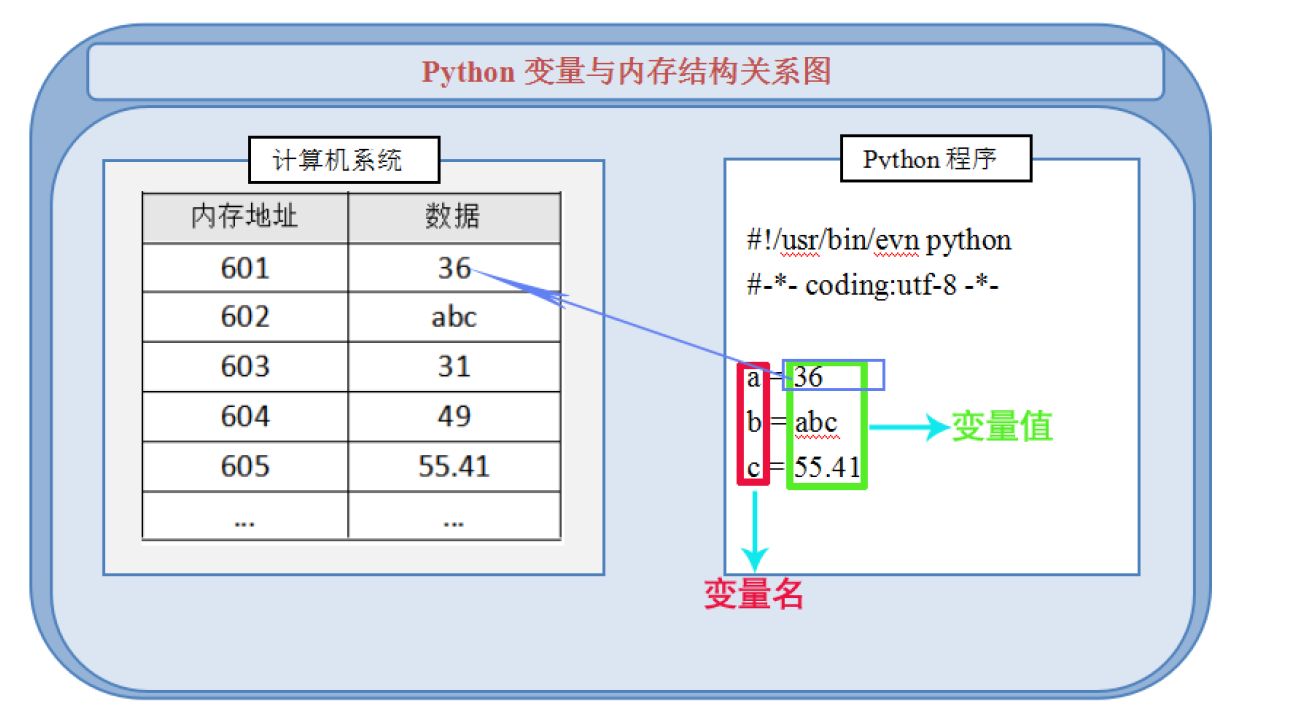 Python 变量与内存结构关系图
计算机系统
内存地址 数据
601 36
602 abc
603 31
604 49
605 55.41
... ...
Python 程序
#!/usr/bin/evn python
#-*- coding:utf-8 -*-
a = 36
b = abc
c = 55.41
变量值
变量名